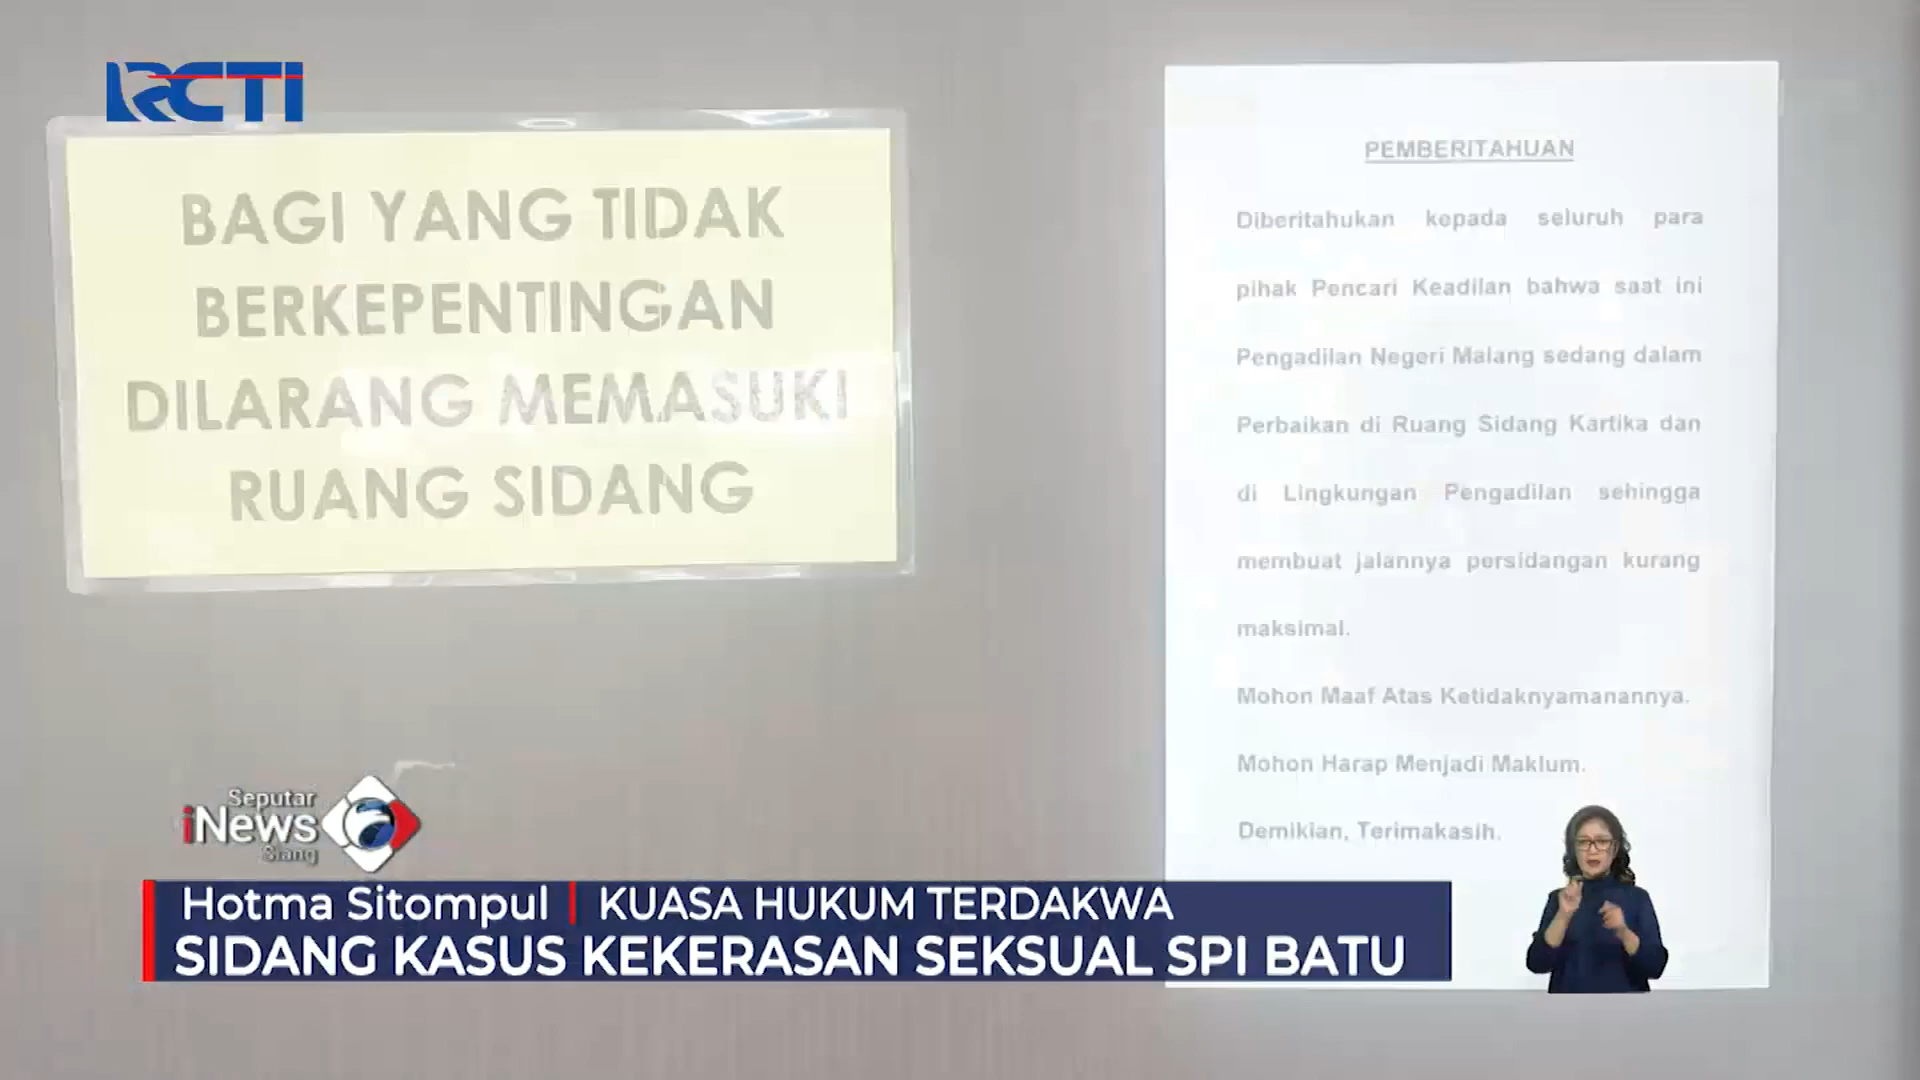 RCTI
BAGI YANG TIDAK
BERKEPENTINGAN
DILARANG MEMASUKI
RUANG SIDANG
PEMBERITAHUAN
Diberitahukan kepada seluruh para
pihak Pencari Keadilan bahwa saat ini
Pengadilan Negeri Malang sedang dalam
Perbaikan di Ruang Sidang Kartika dan
di Lingkungan Pengadilan sehingga
membuat jalannya persidangan kurang
maksimal.
Mohon Maaf Atas Ketidaknyamanannya.
Mohon Harap Menjadi Maklum.
Demikian, Terimakasih.
Seputar
iNews
Siang
Hotma Sitompul | KUASA HUKUM TERDAKWA
SIDANG KASUS KEKERASAN SEKSUAL SPI BATU